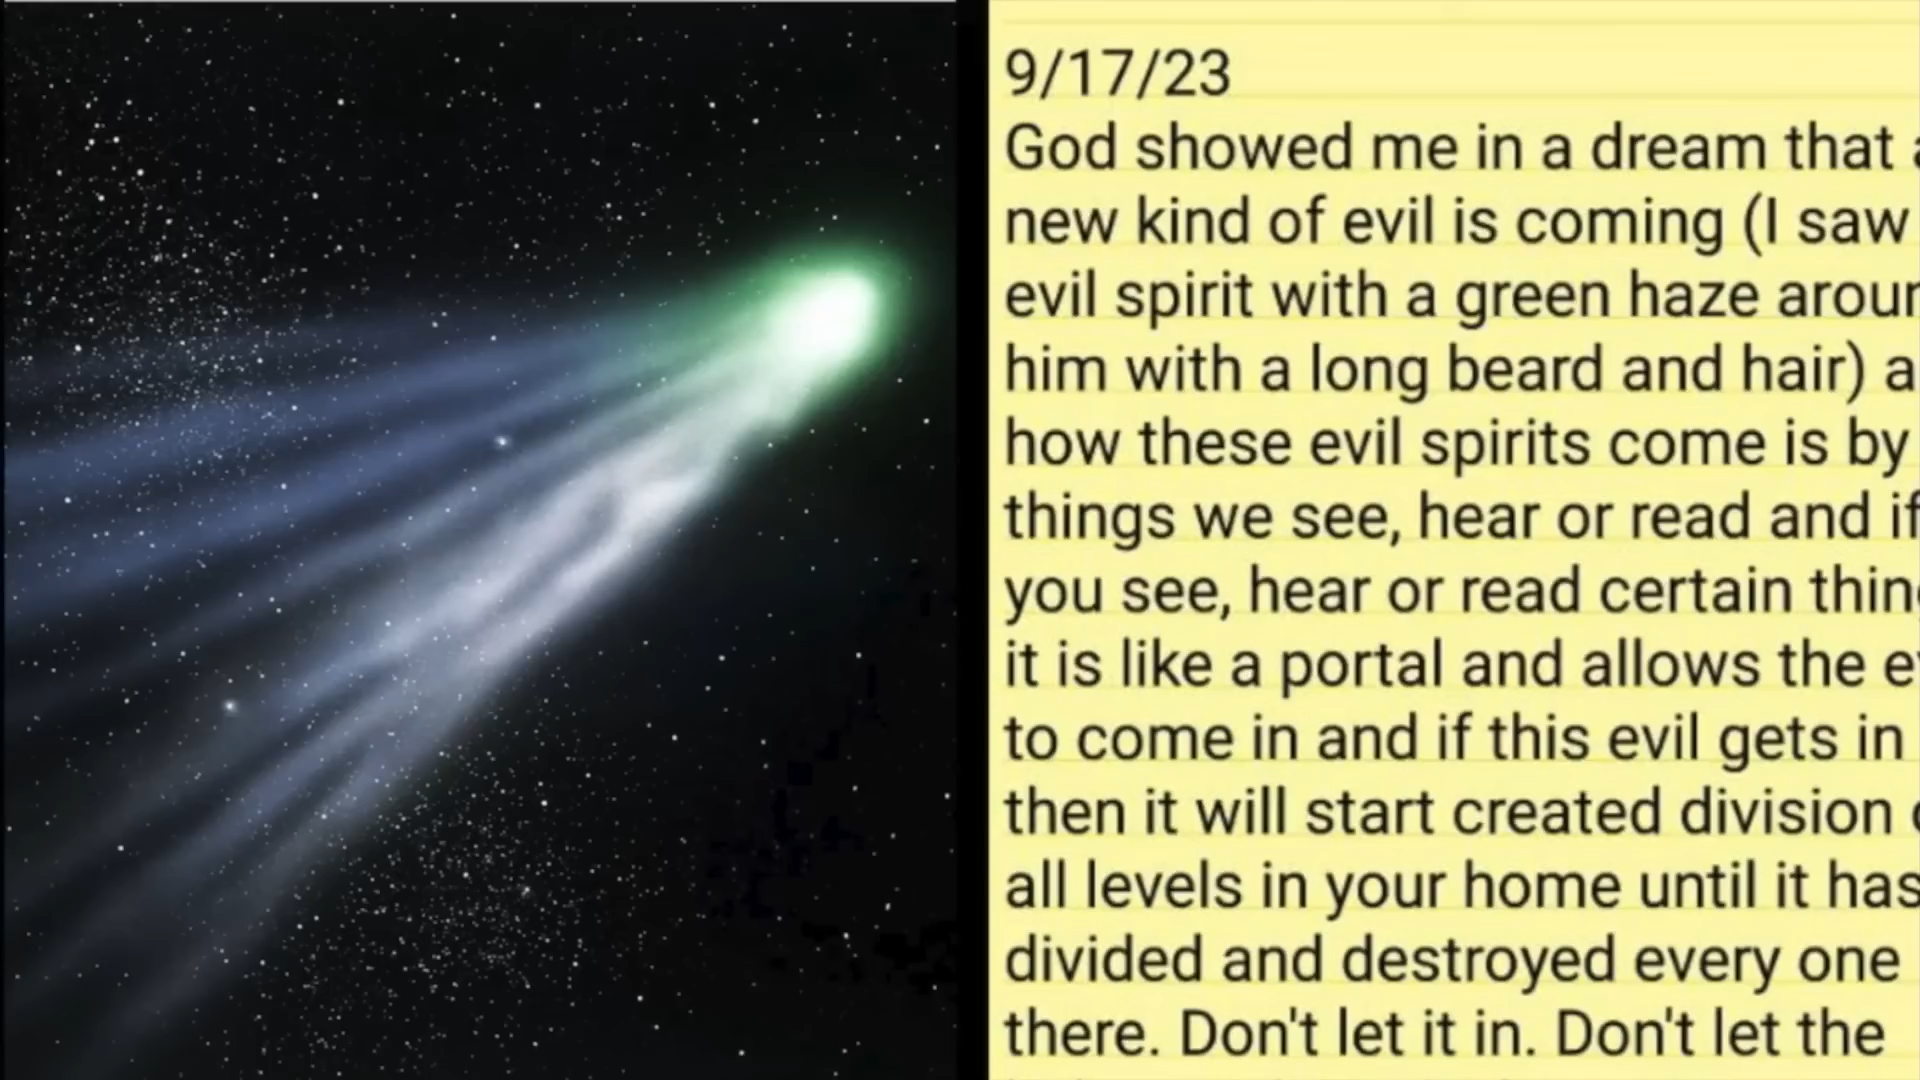 9/17/23
God showed me in a dream that
new kind of evil is coming (I saw
evil spirit with a green haze
him with a long beard and hair)
how these evil spirits come is by
things we see, hear or read and if
you see, hear or read certain
it is like a portal and allows the
to come in and if this evil gets in
then it will start created division
all levels in your home until it has
divided and destroyed every one
there. Don't let it in. Don't let the